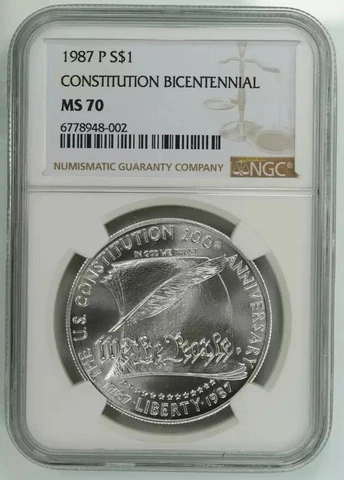 1987 P S$1
CONSTITUTION BICENTENNIAL
MS 70
6778948-002
NUMISMATIC GUARANTY COMPANY
NGC
THE U.S. CONSTITUTION 200TH ANNIVERSARY
IN GOD WE TRUST
We the People
1787 LIBERTY 1987